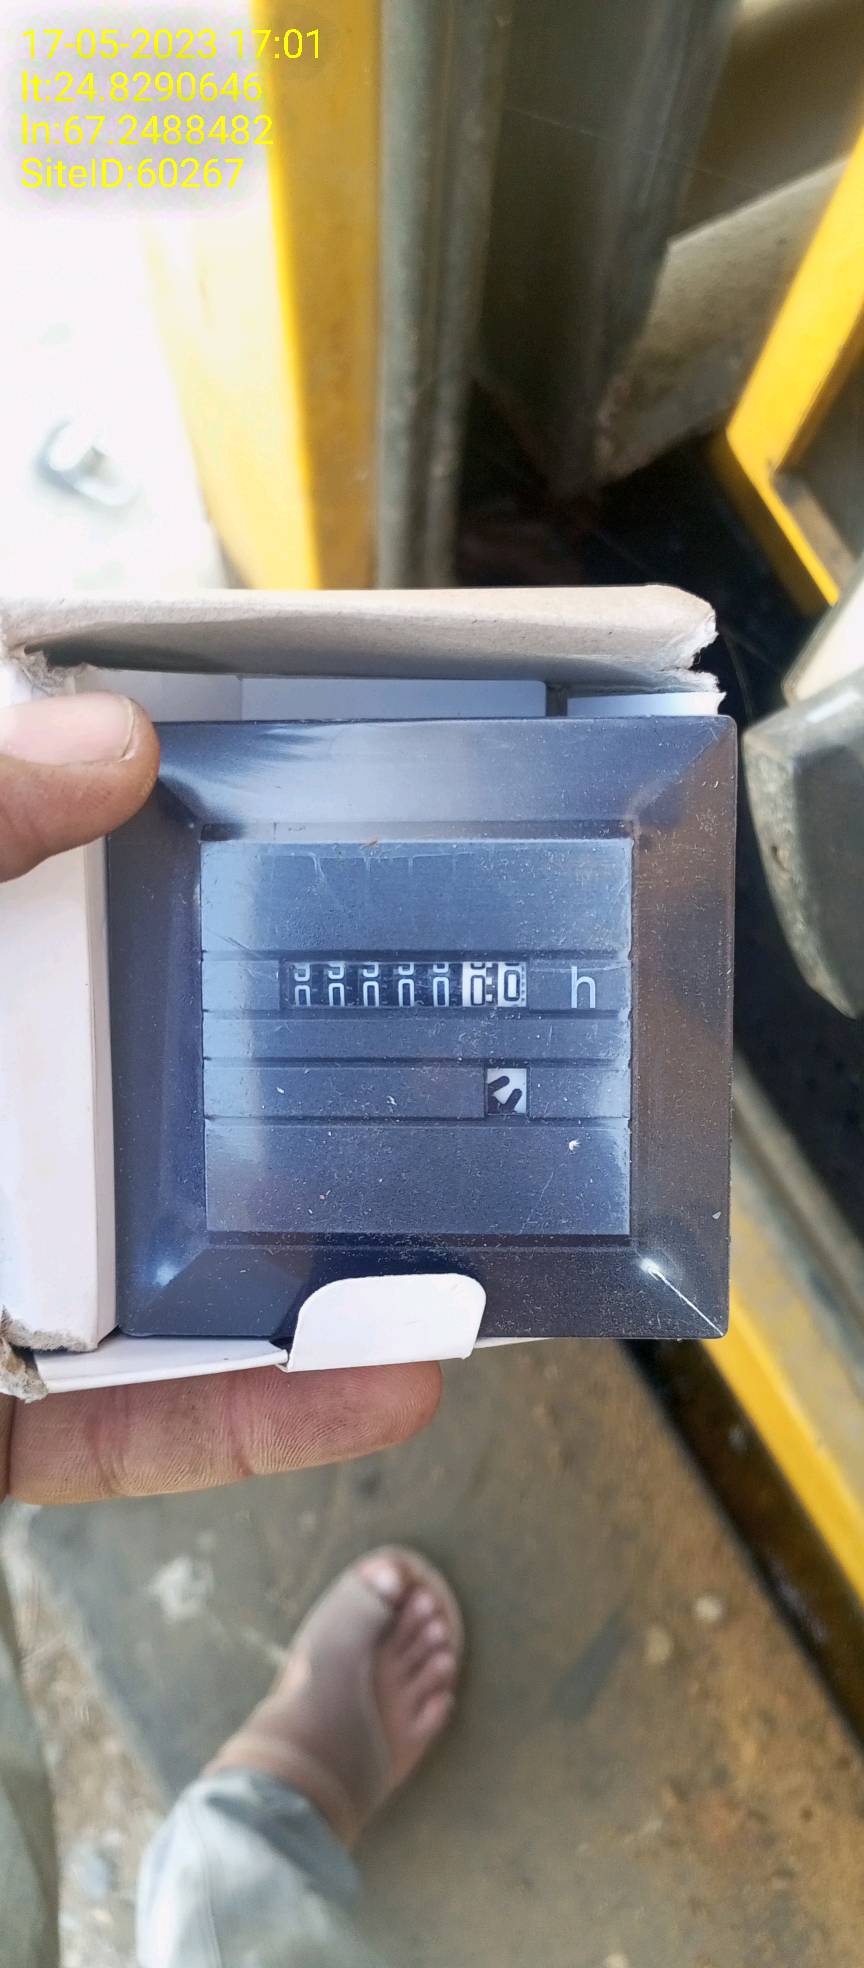 17-05-2023 17:01
lt:24.8290646
ln:67.2488482
SiteID:60267
0000000 h